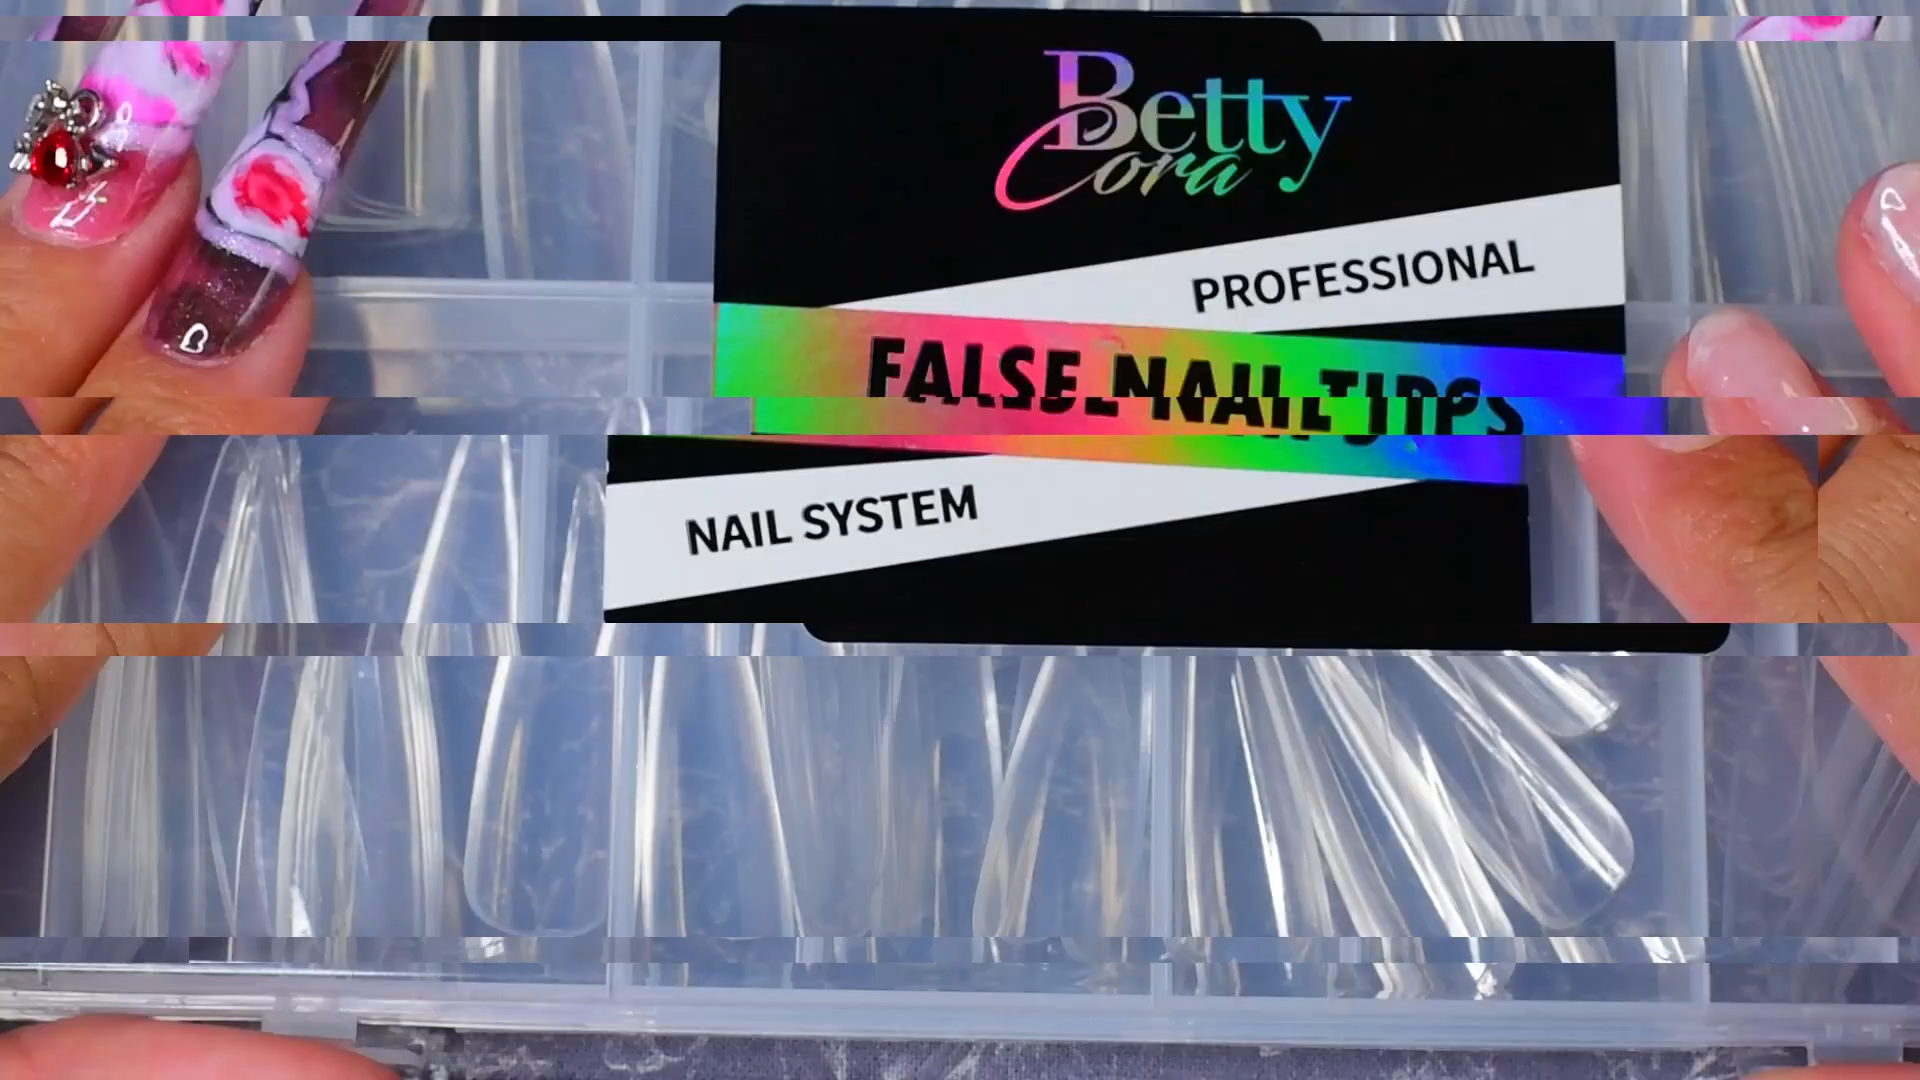 Betty
Cora
PROFESSIONAL
FALSE NAIL TIPS
NAIL SYSTEM